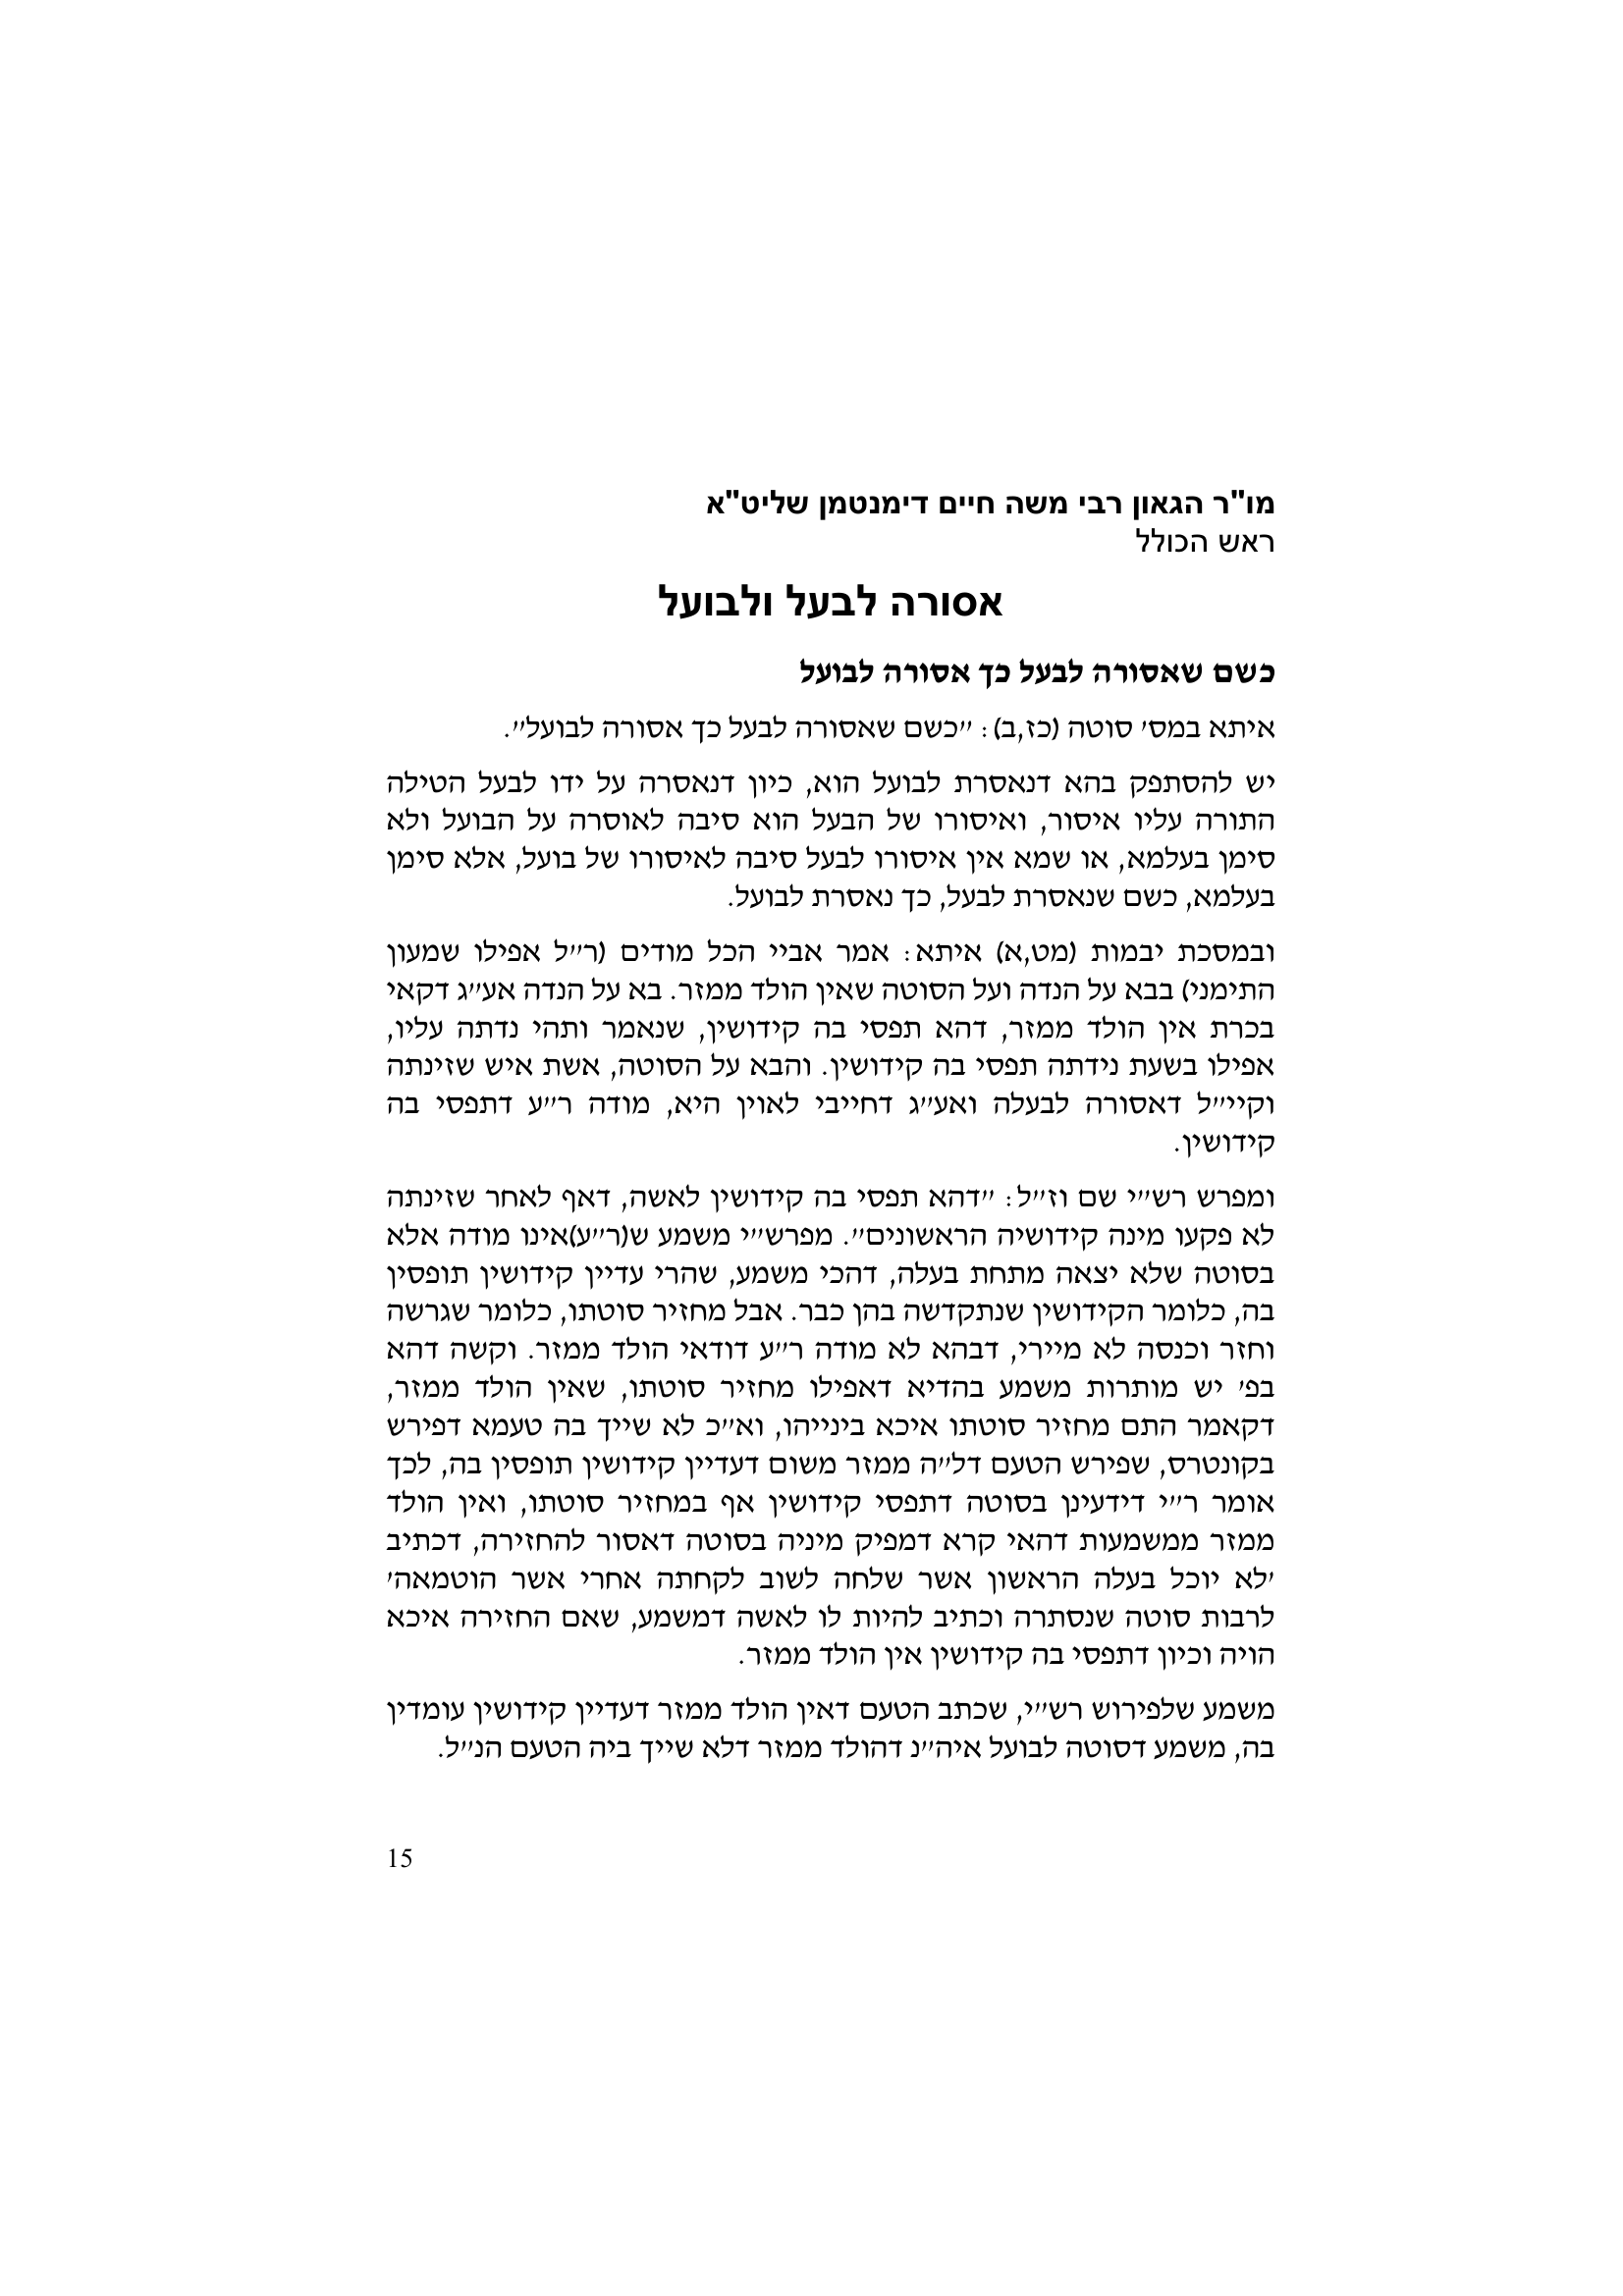 מו"ר הגאון רבי משה חיים דימנטמן שליט"א
ראש הכולל
אסורה לבעל ולבועל
כשם שאסורה לבעל כך אסורה לבועל
איתא במס׳ סוטה (כז,ב): ״כשם שאסורה לבעל כך אסורה לבועל״.
יש להסתפק בהא דנאסרת לבועל הוא, כיון דנאסרה על ידו לבעל הטילה
התורה עליו איסור, ואיסורו של הבעל הוא סיבה לאוסרה על הבועל ולא
סימן בעלמא, או שמא אין איסורו לבעל סיבה לאיסורו של בועל, אלא סימן
בעלמא, כשם שנאסרת לבעל, כך נאסרת לבועל.
ובמסכת יבמות (מט,א) איתא: אמר אביי הכל מודים (ר״ל אפילו שמעון
התימני) בבא על הנדה ועל הסוטה שאין הולד ממזר. בא על הנדה אע״ג דקאי
בכרת אין הולד ממזר, דהא תפסי בה קידושין, שנאמר ותהי נדתה עליו,
אפילו בשעת נידתה תפסי בה קידושין. והבא על הסוטה, אשת איש שזינתה
וקיי״ל דאסורה לבעלה ואע״ג דחייבי לאוין היא, מודה ר״ע דתפסי בה
קידושין.
ומפרש רש״י שם וז״ל: ״דהא תפסי בה קידושין לאשה, דאף לאחר שזינתה
לא פקעו מינה קידושיה הראשונים״. מפרש״י משמע ש(ר״ע)אינו מודה אלא
בסוטה שלא יצאה מתחת בעלה, דהכי משמע, שהרי עדיין קידושין תופסין
בה, כלומר הקידושין שנתקדשה בהן כבר. אבל מחזיר סוטתו, כלומר שגרשה
וחזר וכנסה לא מיירי, דבהא לא מודה ר״ע דודאי הולד ממזר. וקשה דהא
בפ׳ יש מותרות משמע בהדיא דאפילו מחזיר סוטתו, שאין הולד ממזר,
דקאמר התם מחזיר סוטתו איכא בינייהו, וא״כ לא שייך בה טעמא דפירש
בקונטרס, שפירש הטעם דל״ה ממזר משום דעדיין קידושין תופסין בה, לכך
אומר ר״י דידעינן בסוטה דתפסי קידושין אף במחזיר סוטתו, ואין הולד
ממזר ממשמעות דהאי קרא דמפיק מיניה בסוטה דאסור להחזירה, דכתיב
׳לא יוכל בעלה הראשון אשר שלחה לשוב לקחתה אחרי אשר הוטמאה׳
לרבות סוטה שנסתרה וכתיב להיות לו לאשה דמשמע, שאם החזירה איכא
הויה וכיון דתפסי בה קידושין אין הולד ממזר.
משמע שלפירוש רש״י, שכתב הטעם דאין הולד ממזר דעדיין קידושין עומדין
בה, משמע דסוטה לבועל איה״נ דהולד ממזר דלא שייך ביה הטעם הנ״ל.
15